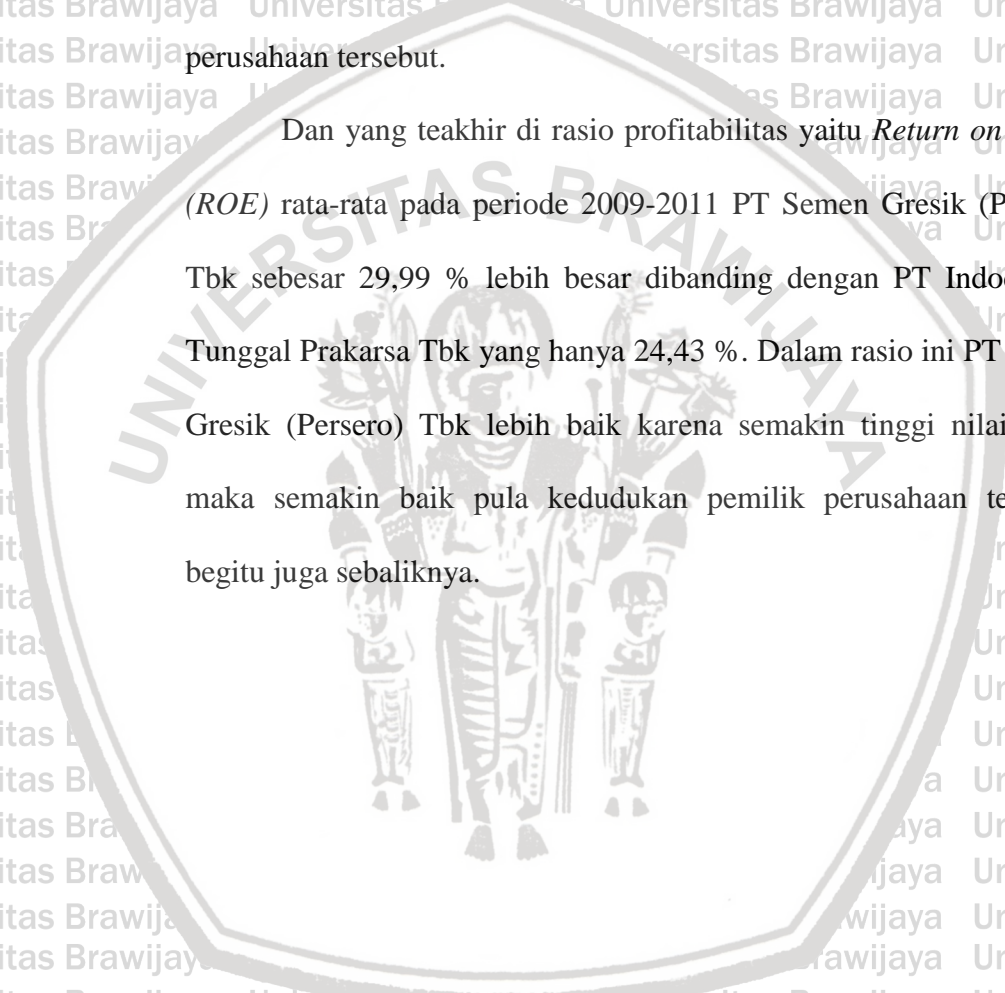 perusahaan tersebut.
Dan yang teakhir di rasio profitabilitas yaitu Return on
(ROE) rata-rata pada periode 2009-2011 PT Semen Gresik (P
Tbk sebesar 29,99 % lebih besar dibanding dengan PT Indo
Tunggal Prakarsa Tbk yang hanya 24,43 %. Dalam rasio ini PT
Gresik (Persero) Tbk lebih baik karena semakin tinggi nilai
maka semakin baik pula kedudukan pemilik perusahaan te
begitu juga sebaliknya.
UNIVERSITAS BRAWIJAYA